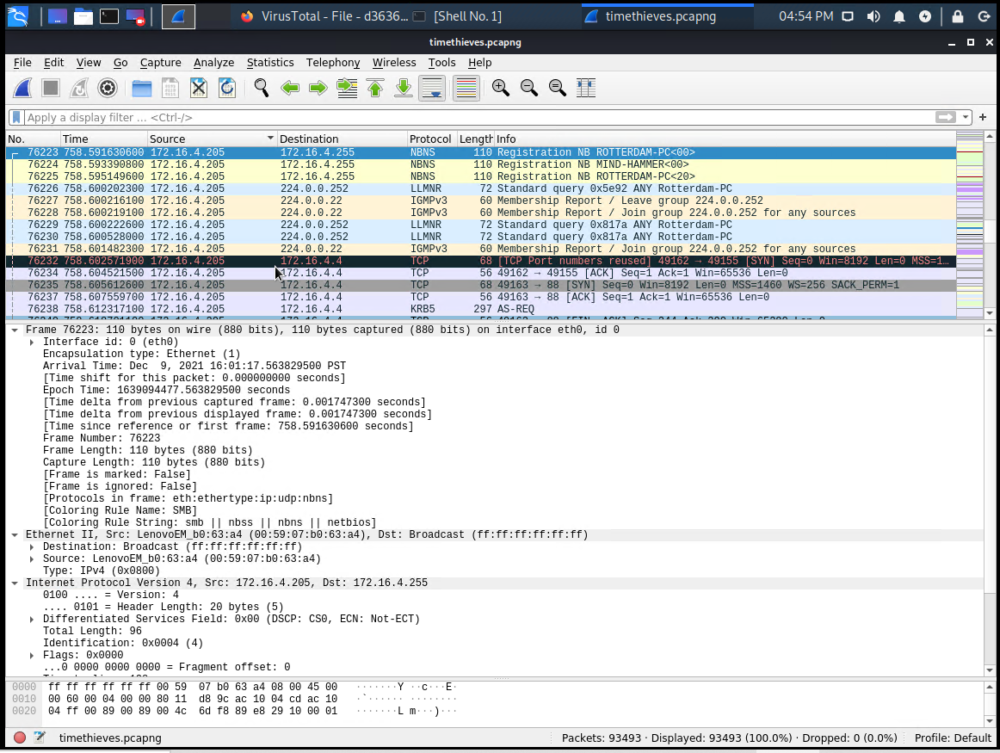 VirusTotal - File - d3636… [Shell No. 1] timethieves.pcapng 04:54 PM
timethieves.pcapng
File Edit View Go Capture Analyze Statistics Telephony Wireless Tools Help
Apply a display filter ... <Ctrl-/>
No. Time Source Destination Protocol Length Info
76223 758.591630600 172.16.4.205 172.16.4.255 NBNS 110 Registration NB ROTTERDAM-PC<00>
76224 758.593390800 172.16.4.205 172.16.4.255 NBNS 110 Registration NB MIND-HAMMER<00>
76225 758.595149600 172.16.4.205 172.16.4.255 NBNS 110 Registration NB ROTTERDAM-PC<20>
76226 758.600202300 172.16.4.205 224.0.0.252 LLMNR 72 Standard query 0x5e92 ANY Rotterdam-PC
76227 758.600216100 172.16.4.205 224.0.0.22 IGMPv3 60 Membership Report / Leave group 224.0.0.252
76228 758.600219100 172.16.4.205 224.0.0.22 IGMPv3 60 Membership Report / Join group 224.0.0.252 for any sources
76229 758.600222600 172.16.4.205 224.0.0.252 LLMNR 72 Standard query 0x817a ANY Rotterdam-PC
76230 758.600528000 172.16.4.205 224.0.0.252 LLMNR 72 Standard query 0x817a ANY Rotterdam-PC
76231 758.601482300 172.16.4.205 224.0.0.22 IGMPv3 60 Membership Report / Join group 224.0.0.252 for any sources
76232 758.602571900 172.16.4.205 172.16.4.4 TCP 68 [TCP Port numbers reused] 49162 → 49155 [SYN] Seq=0 Win=8192 Len=0 MSS=1…
76234 758.604521500 172.16.4.205 172.16.4.4 TCP 56 49162 → 49155 [ACK] Seq=1 Ack=1 Win=65536 Len=0
76235 758.605612600 172.16.4.205 172.16.4.4 TCP 68 49163 → 88 [SYN] Seq=0 Win=8192 Len=0 MSS=1460 WS=256 SACK_PERM=1
76237 758.607559700 172.16.4.205 172.16.4.4 TCP 56 49163 → 88 [ACK] Seq=1 Ack=1 Win=65536 Len=0
76238 758.612317100 172.16.4.205 172.16.4.4 KRB5 297 AS-REQ
Frame 76223: 110 bytes on wire (880 bits), 110 bytes captured (880 bits) on interface eth0, id 0
Interface id: 0 (eth0)
Encapsulation type: Ethernet (1)
Arrival Time: Dec  9, 2021 16:01:17.563829500 PST
[Time shift for this packet: 0.000000000 seconds]
Epoch Time: 1639094477.563829500 seconds
[Time delta from previous captured frame: 0.001747300 seconds]
[Time delta from previous displayed frame: 0.001747300 seconds]
[Time since reference or first frame: 758.591630600 seconds]
Frame Number: 76223
Frame Length: 110 bytes (880 bits)
Capture Length: 110 bytes (880 bits)
[Frame is marked: False]
[Frame is ignored: False]
[Protocols in frame: eth:ethertype:ip:udp:nbns]
[Coloring Rule Name: SMB]
[Coloring Rule String: smb || nbss || nbns || netbios]
Ethernet II, Src: LenovoEM_b0:63:a4 (00:59:07:b0:63:a4), Dst: Broadcast (ff:ff:ff:ff:ff:ff)
Destination: Broadcast (ff:ff:ff:ff:ff:ff)
Source: LenovoEM_b0:63:a4 (00:59:07:b0:63:a4)
Type: IPv4 (0x0800)
Internet Protocol Version 4, Src: 172.16.4.205, Dst: 172.16.4.255
0100 .... = Version: 4
.... 0101 = Header Length: 20 bytes (5)
Differentiated Services Field: 0x00 (DSCP: CS0, ECN: Not-ECT)
Total Length: 96
Identification: 0x0004 (4)
Flags: 0x0000
...0 0000 0000 0000 = Fragment offset: 0
0000 ff ff ff ff ff ff 00 59 07 b0 63 a4 08 00 45 00 ·······Y ··c···E·
0010 00 60 00 04 00 00 80 11 d8 9c ac 10 04 cd ac 10 ·`······ ········
0020 04 ff 00 89 00 89 00 4c 6d f8 89 e8 29 10 00 01 ·······L m···)···
timethieves.pcapng Packets: 93493 · Displayed: 93493 (100.0%) · Dropped: 0 (0.0%) Profile: Default